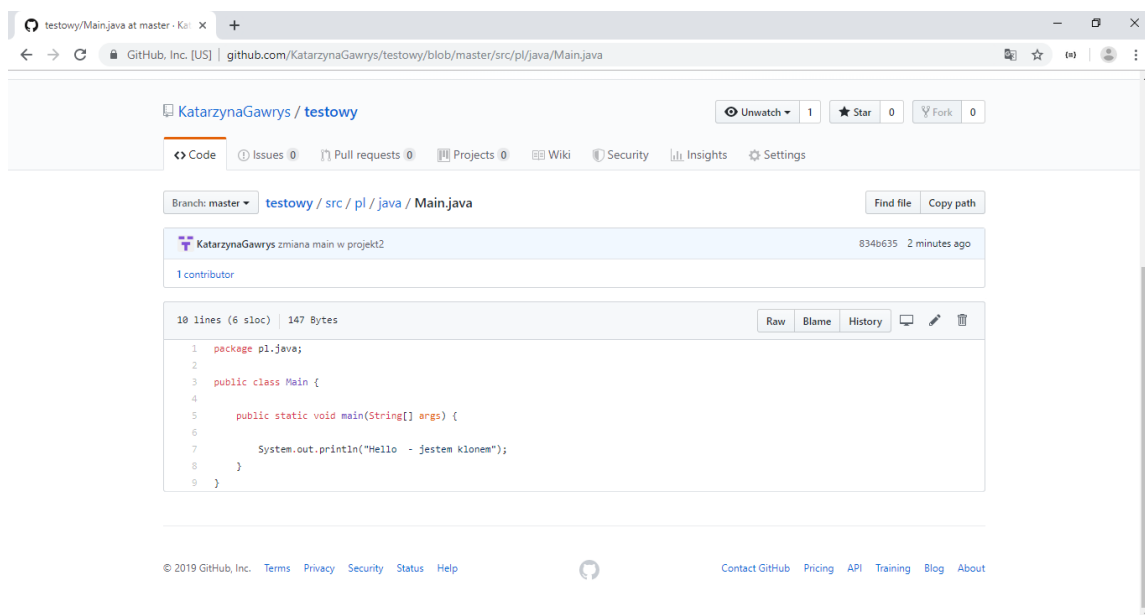 testowy/Main.java at master · Kat
GitHub, Inc. [US] | github.com/KatarzynaGawrys/testowy/blob/master/src/pl/java/Main.java
KatarzynaGawrys / testowy Unwatch 1 Star 0 Fork 0
Code Issues 0 Pull requests 0 Projects 0 Wiki Security Insights Settings
Branch: master testowy / src / pl / java / Main.java Find file Copy path
KatarzynaGawrys zmiana main w projekt2 834b635 2 minutes ago
1 contributor
10 lines (6 sloc) 147 Bytes Raw Blame History
1 package pl.java;
2
3 public class Main {
4
5 public static void main(String[] args) {
6
7 System.out.println("Hello  - jestem klonem");
8 }
9 }
© 2019 GitHub, Inc. Terms Privacy Security Status Help Contact GitHub Pricing API Training Blog About